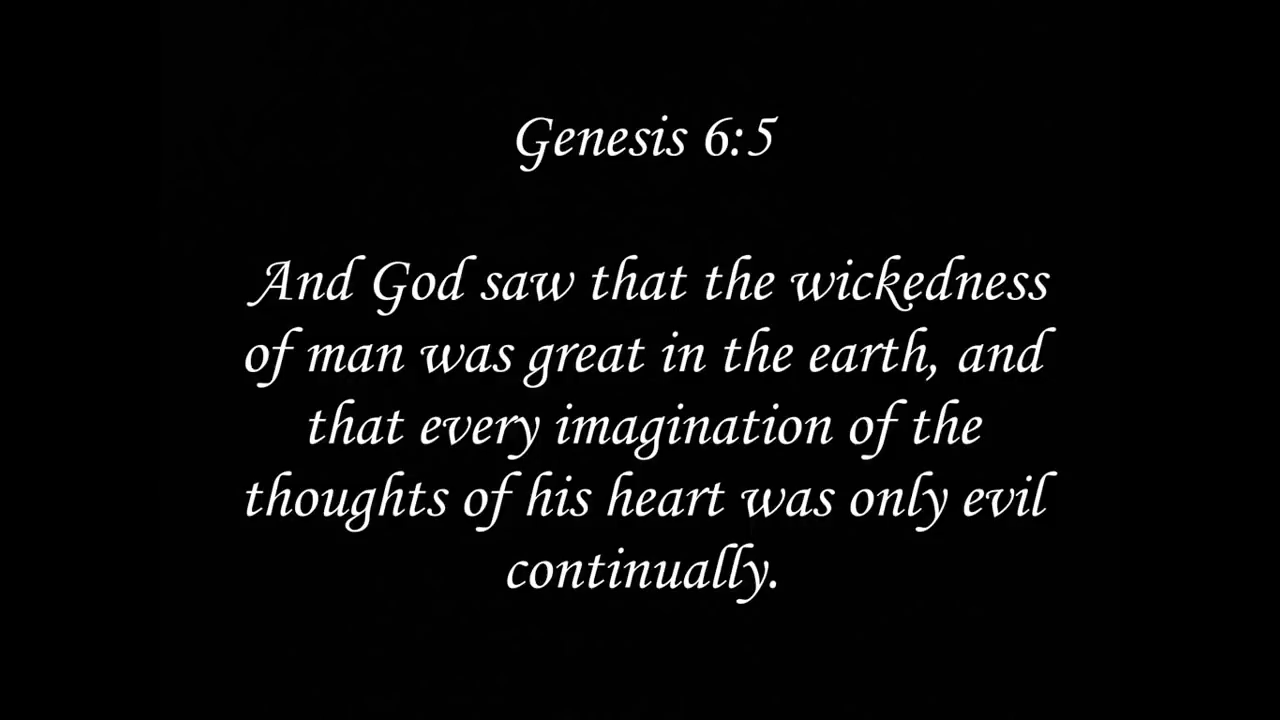 Genesis 6:5
And God saw that the wickedness
of man was great in the earth, and
that every imagination of the
thoughts of his heart was only evil
continually.